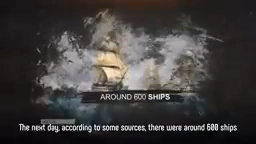 AROUND 600 SHIPS
The next day, according to some sources, there were around 600 ships